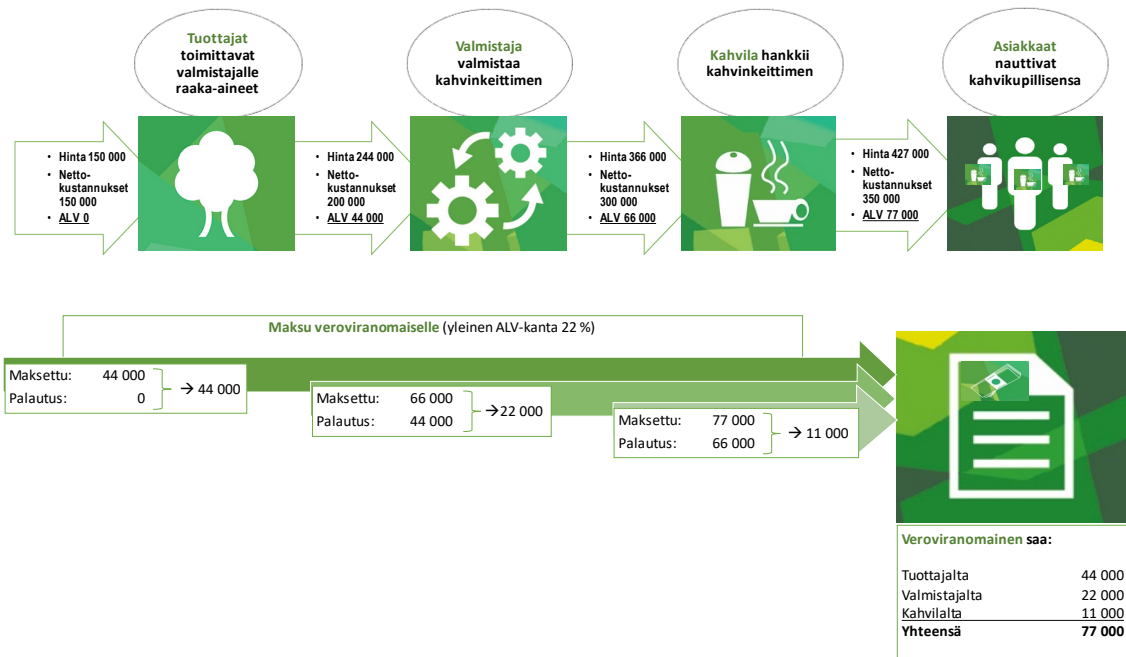 Tuottajat
toimittavat
valmistajalle
raaka-aineet
Valmistaja
valmistaa
kahvinkeittimen
Kahvila hankkii
kahvinkeittimen
Asiakkaat
nauttivat
kahvikupillisensa
• Hinta 150 000
• Netto-
kustannukset
150 000
• ALV 0
• Hinta 244 000
• Netto-
kustannukset
200 000
• ALV 44 000
• Hinta 366 000
• Netto-
kustannukset
300 000
• ALV 66 000
• Hinta 427 000
• Netto-
kustannukset
350 000
• ALV 77 000
Maksu veroviranomaiselle (yleinen ALV-kanta 22 %)
Maksettu: 44 000
Palautus: 0
→ 44 000
Maksettu: 66 000
Palautus: 44 000
→22 000
Maksettu: 77 000
Palautus: 66 000
→ 11 000
Veroviranomainen saa:
Tuottajalta 44 000
Valmistajalta 22 000
Kahvilalta 11 000
Yhteensä 77 000